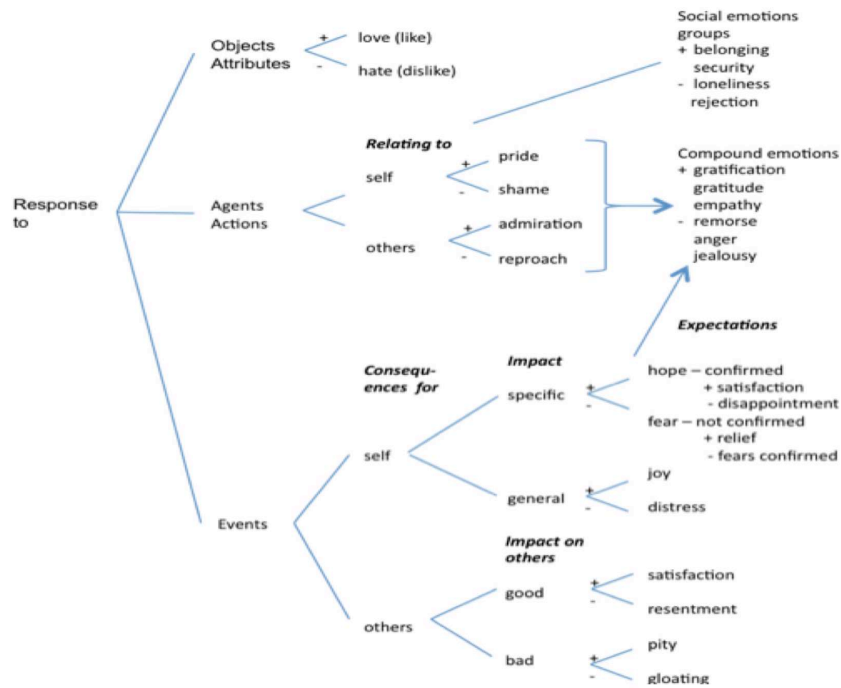 Social emotions
groups
+ belonging
security
- loneliness
rejection
Objects
Attributes
+
love (like)
-
hate (dislike)
Relating to
self
+
pride
-
shame
Compound emotions
+ gratification
gratitude
empathy
- remorse
anger
jealousy
Response
to
Agents
Actions
others
+
admiration
-
reproach
Expectations
Consequ-
ences for
Impact
specific
+
-
hope – confirmed
+ satisfaction
- disappointment
fear – not confirmed
+ relief
- fears confirmed
self
general
+
joy
-
distress
Events
Impact on
others
good
+
satisfaction
-
resentment
others
bad
+
pity
-
gloating